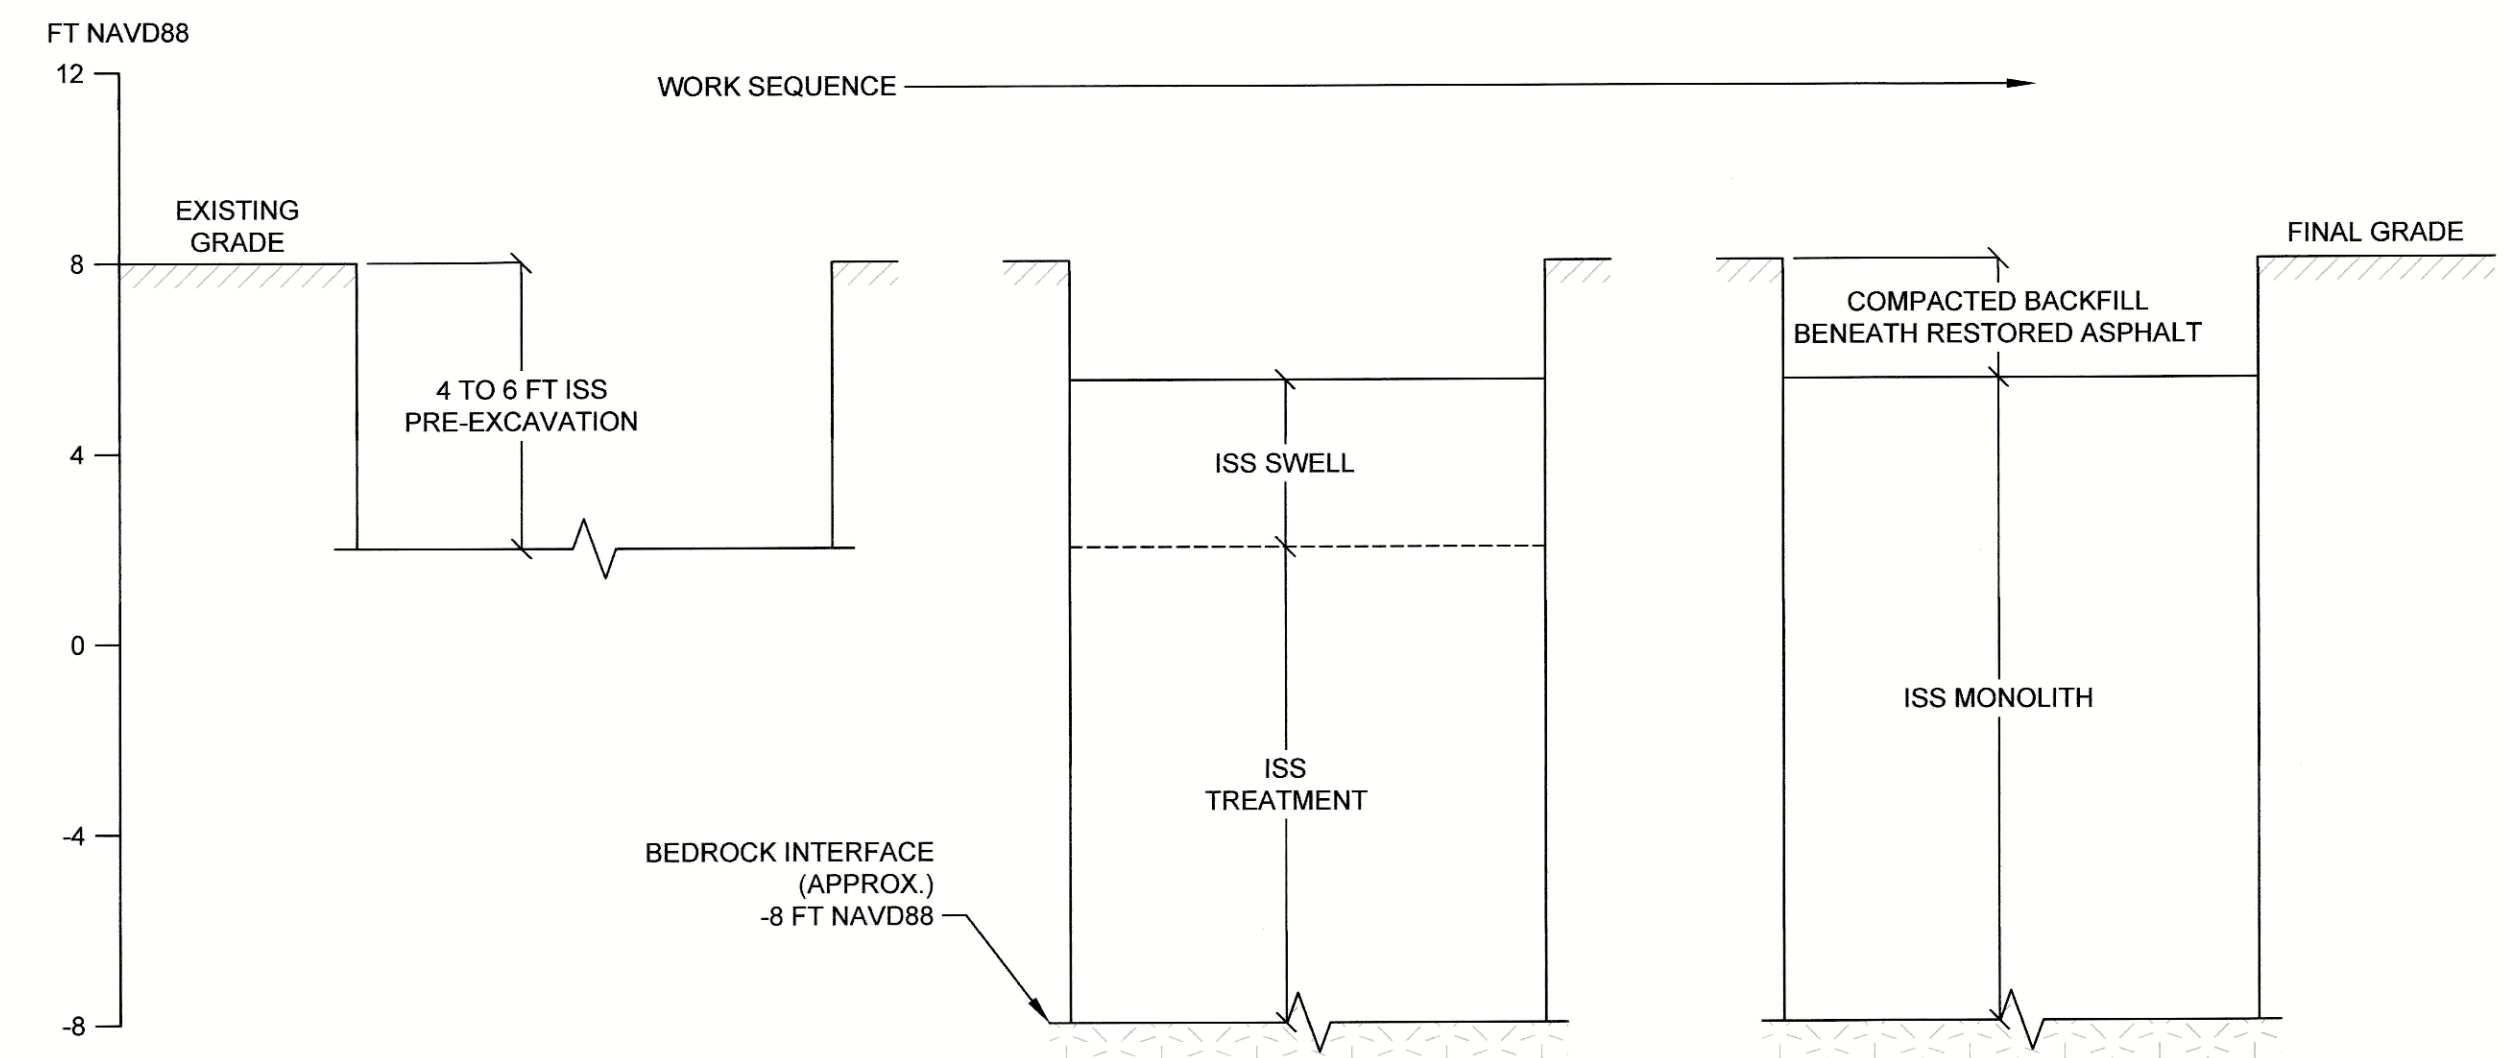 FT NAVD88
12
WORK SEQUENCE
EXISTING
GRADE
8
FINAL GRADE
4 TO 6 FT ISS
PRE-EXCAVATION
COMPACTED BACKFILL
BENEATH RESTORED ASPHALT
4
ISS SWELL
0
ISS MONOLITH
ISS
TREATMENT
-4
BEDROCK INTERFACE
(APPROX.)
-8 FT NAVD88
-8